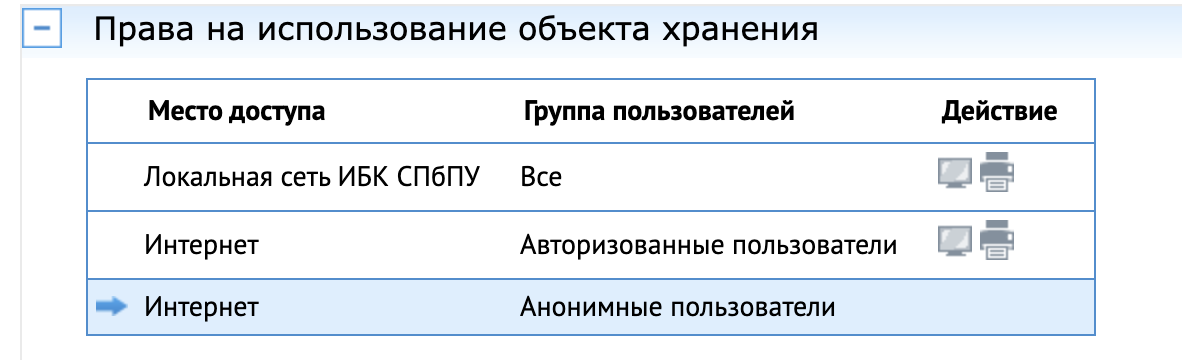 Права на использование объекта хранения
Место доступа Группа пользователей Действие
Локальная сеть ИБК СПбПУ Все
Интернет Авторизованные пользователи
Интернет Анонимные пользователи